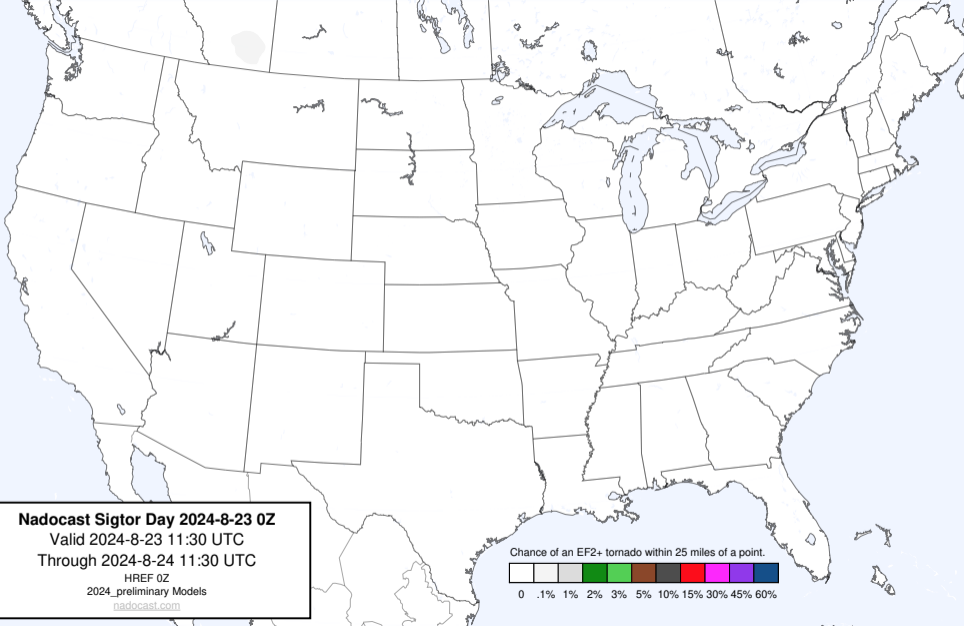 Nadocast Sigtor Day 2024-8-23 0Z
Valid 2024-8-23 11:30 UTC
Through 2024-8-24 11:30 UTC
HREF 0Z
2024_preliminary Models
nadocast.com
Chance of an EF2+ tornado within 25 miles of a point.
0 .1% 1% 2% 3% 5% 10% 15% 30% 45% 60%